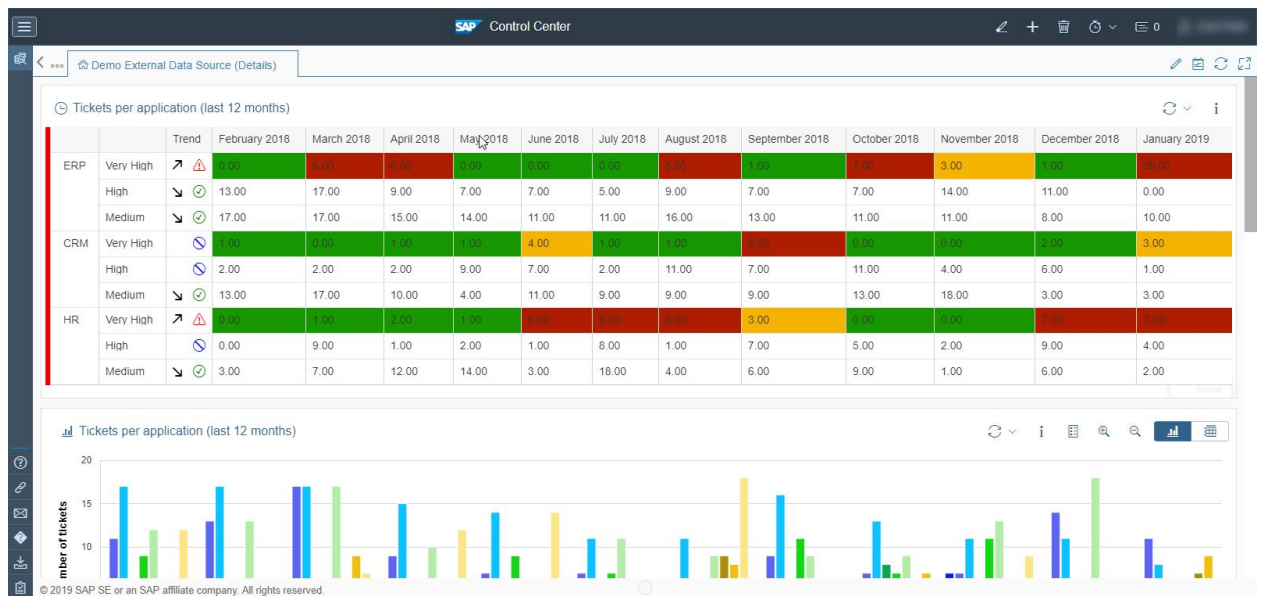 SAP Control Center
0
Demo External Data Source (Details)
Tickets per application (last 12 months)
Trend February 2018 March 2018 April 2018 May 2018 June 2018 July 2018 August 2018 September 2018 October 2018 November 2018 December 2018 January 2019
ERP Very High 0.00 0.00 0.00 0.00 1.00 3.00 1.00
High 13.00 17.00 9.00 7.00 7.00 5.00 9.00 7.00 7.00 14.00 11.00 0.00
Medium 17.00 17.00 15.00 14.00 11.00 11.00 16.00 13.00 11.00 11.00 8.00 10.00
CRM Very High 1.00 0.00 1.00 1.00 4.00 1.00 1.00 0.00 0.00 2.00 3.00
High 2.00 2.00 2.00 9.00 7.00 2.00 11.00 7.00 11.00 4.00 6.00 1.00
Medium 13.00 17.00 10.00 4.00 11.00 9.00 9.00 9.00 13.00 18.00 3.00 3.00
HR Very High 0.00 1.00 2.00 1.00 3.00 0.00 0.00 7.00 7.00
High 0.00 9.00 1.00 2.00 1.00 8.00 1.00 7.00 5.00 2.00 9.00 4.00
Medium 3.00 7.00 12.00 14.00 3.00 18.00 4.00 6.00 9.00 1.00 6.00 2.00
Tickets per application (last 12 months)
20
15
10
of tickets
© 2019 SAP SE or an SAP affiliate company. All rights reserved.